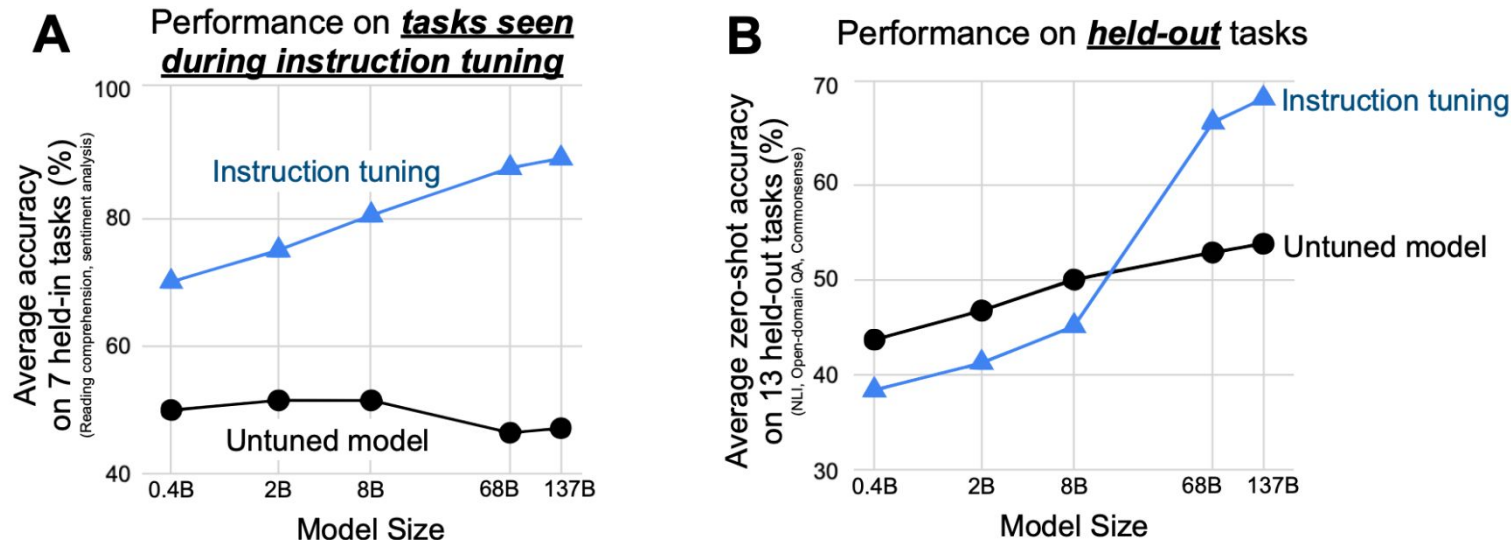 A
Performance on tasks seen
during instruction tuning
Average accuracy
on 7 held-in tasks (%)
(Reading comprehension, sentiment analysis)
100
80
60
40
Instruction tuning
Untuned model
0.4B
2B
8B
68B
137B
Model Size
B
Performance on held-out tasks
Average zero-shot accuracy
on 13 held-out tasks (%)
(NLI, Open-domain QA, Commonsense)
70
60
50
40
30
Instruction tuning
Untuned model
0.4B
2B
8B
68B
137B
Model Size